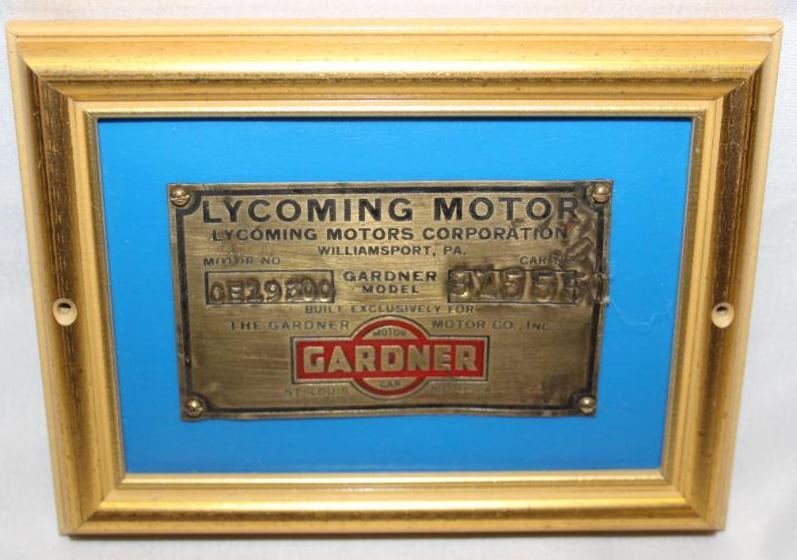 LYCOMING MOTOR
LYCOMING MOTORS CORPORATION
WILLIAMSPORT, PA.
MOTOR NO CAR NO
GARDNER
MODEL
BUILT EXCLUSIVELY FOR
THE GARDNER MOTOR CO., INC
MOTOR
GARDNER
CAR
ST. LOUIS